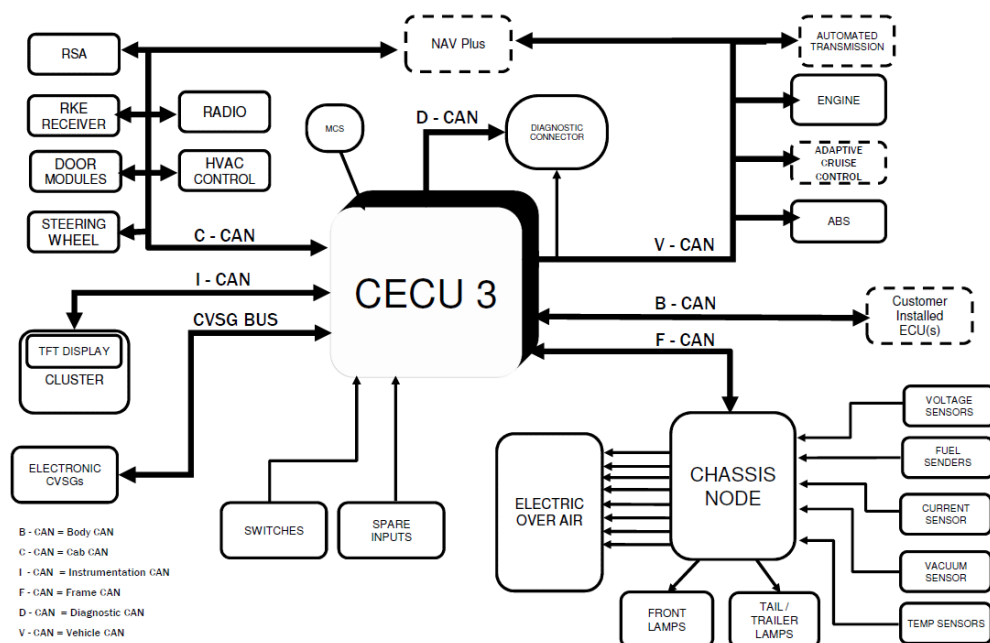 RSA
NAV Plus
AUTOMATED
TRANSMISSION
RKE
RECEIVER
RADIO
MCS
D - CAN
DIAGNOSTIC
CONNECTOR
ENGINE
DOOR
MODULES
HVAC
CONTROL
ADAPTIVE
CRUISE
CONTROL
STEERING
WHEEL
ABS
C - CAN
V - CAN
I - CAN
CECU 3
B - CAN
Customer
Installed
ECU(s)
CVSG BUS
F - CAN
TFT DISPLAY
CLUSTER
VOLTAGE
SENSORS
FUEL
SENDERS
ELECTRONIC
CVSGs
ELECTRIC
OVER AIR
CHASSIS
NODE
CURRENT
SENSOR
SWITCHES
SPARE
INPUTS
VACUUM
SENSOR
FRONT
LAMPS
TAIL /
TRAILER
LAMPS
TEMP SENSORS
B - CAN = Body CAN
C - CAN = Cab CAN
I - CAN = Instrumentation CAN
F - CAN = Frame CAN
D - CAN = Diagnostic CAN
V - CAN = Vehicle CAN